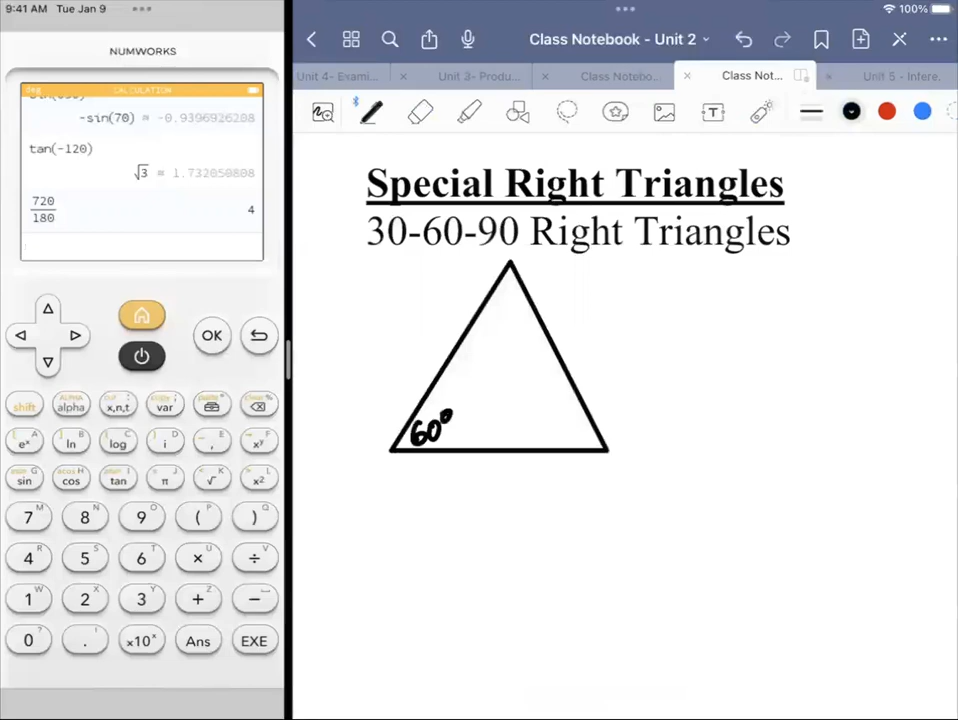 9:41 AM Tue Jan 9
100%
NUMWORKS
deg CALCULATION
-sin(70) ≈ -0.9396926208
tan(-120)
√3 ≈ 1.732050808
720
180
4
shift alpha x,n,t var
e^x ln log i , x^y
sin cos tan π √ x²
7 8 9 ( )
4 5 6 × ÷
1 2 3 + −
0 . ×10^x Ans EXE
OK
Class Notebook - Unit 2
Unit 4- Exami...
Unit 3- Produ...
Class Notebo...
Class Not...
Unit 5 - Infere.
Special Right Triangles
30-60-90 Right Triangles
60°